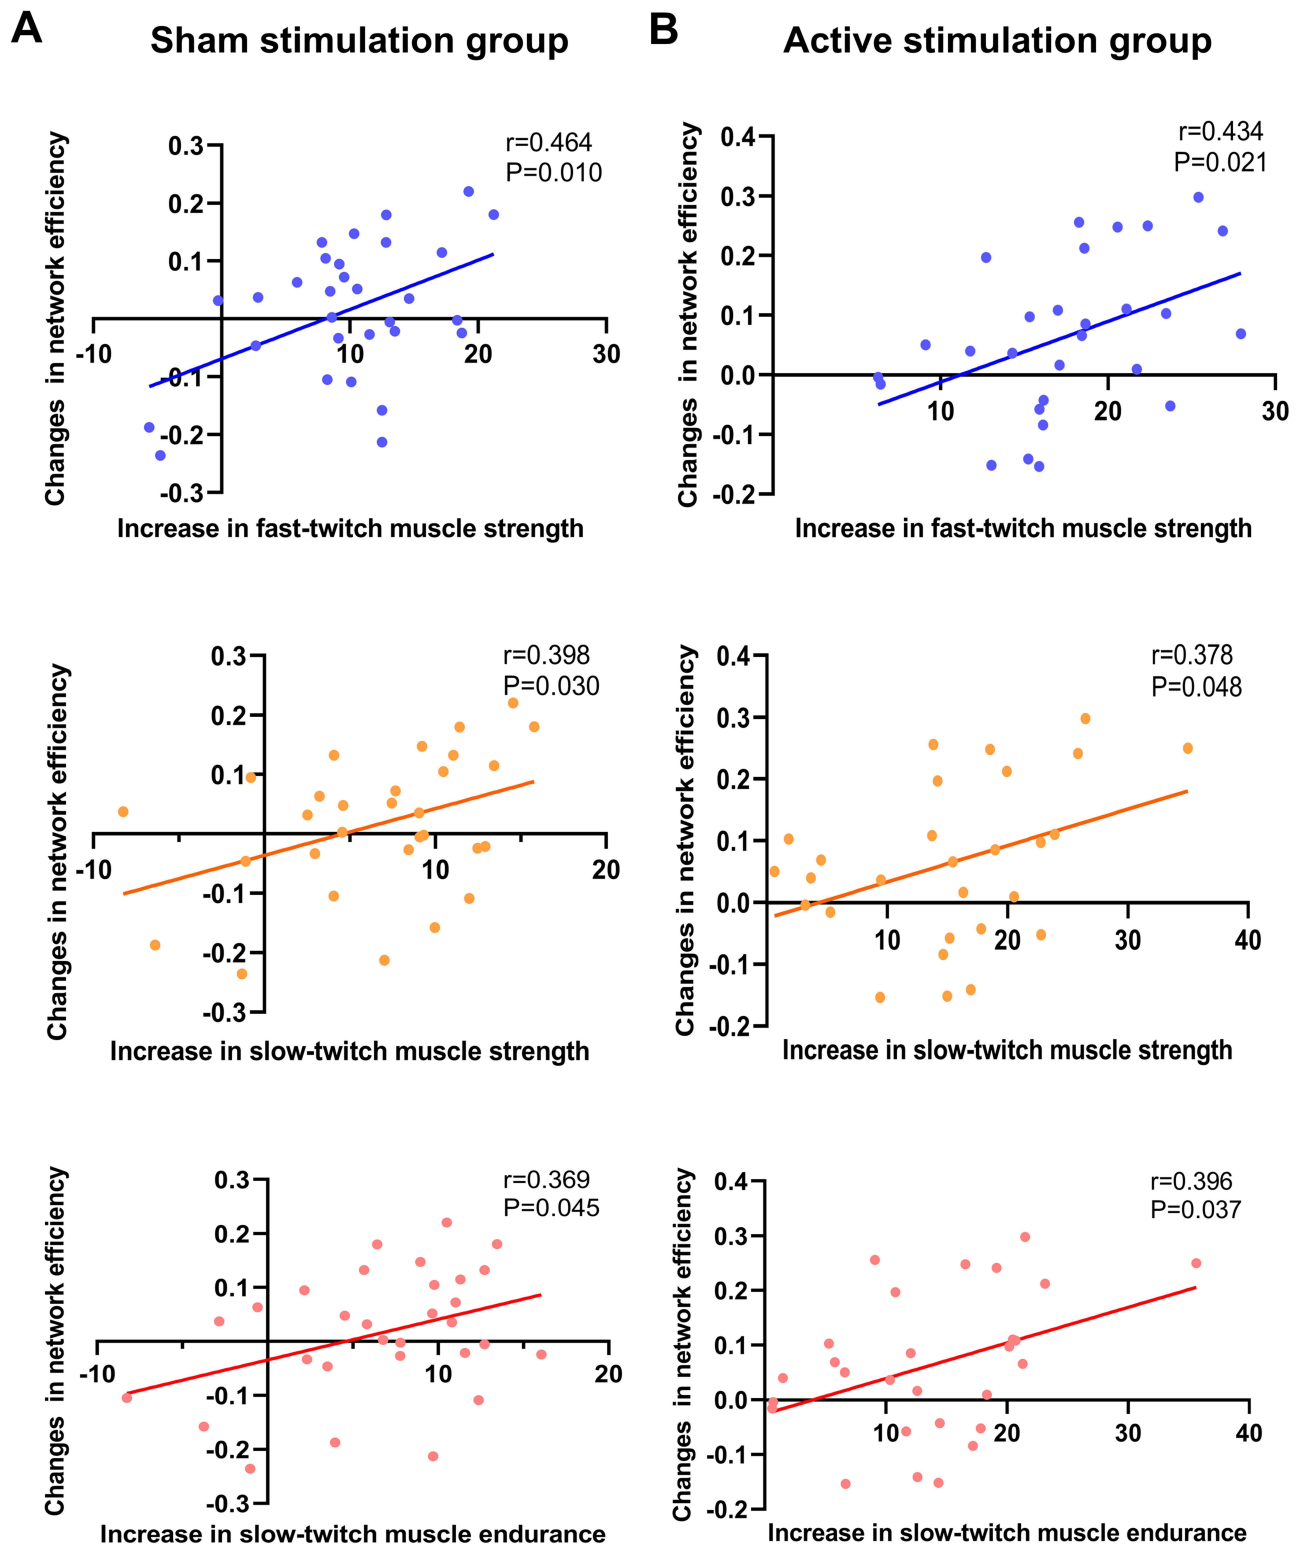 A
Sham stimulation group
B
Active stimulation group
Changes in network efficiency
0.3
0.2
0.1
-0.1
-0.2
-0.3
-10
10
20
30
r=0.464
P=0.010
Increase in fast-twitch muscle strength
Changes in network efficiency
0.4
0.3
0.2
0.1
0.0
-0.1
-0.2
10
20
30
r=0.434
P=0.021
Increase in fast-twitch muscle strength
Changes in network efficiency
0.3
0.2
0.1
-0.1
-0.2
-0.3
-10
10
20
r=0.398
P=0.030
Increase in slow-twitch muscle strength
Changes in network efficiency
0.4
0.3
0.2
0.1
0.0
-0.1
-0.2
10
20
30
40
r=0.378
P=0.048
Increase in slow-twitch muscle strength
Changes in network efficiency
0.3
0.2
0.1
-0.1
-0.2
-0.3
-10
10
20
r=0.369
P=0.045
Increase in slow-twitch muscle endurance
Changes in network efficiency
0.4
0.3
0.2
0.1
0.0
-0.1
-0.2
10
20
30
40
r=0.396
P=0.037
Increase in slow-twitch muscle endurance